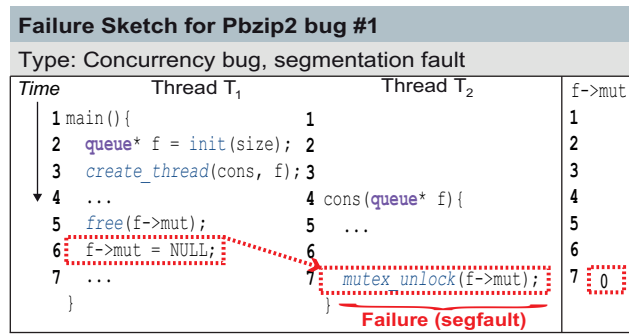 Failure Sketch for Pbzip2 bug #1
Type: Concurrency bug, segmentation fault
Time Thread T1 Thread T2 f->mut
1 main(){ 1 1
2 queue* f = init(size); 2 2
3 create_thread(cons, f); 3 3
4 ... 4 cons(queue* f){ 4
5 free(f->mut); 5 ... 5
6 f->mut = NULL; 6 6
7 ... 7 mutex_unlock(f->mut); 7 0
} }
Failure (segfault)